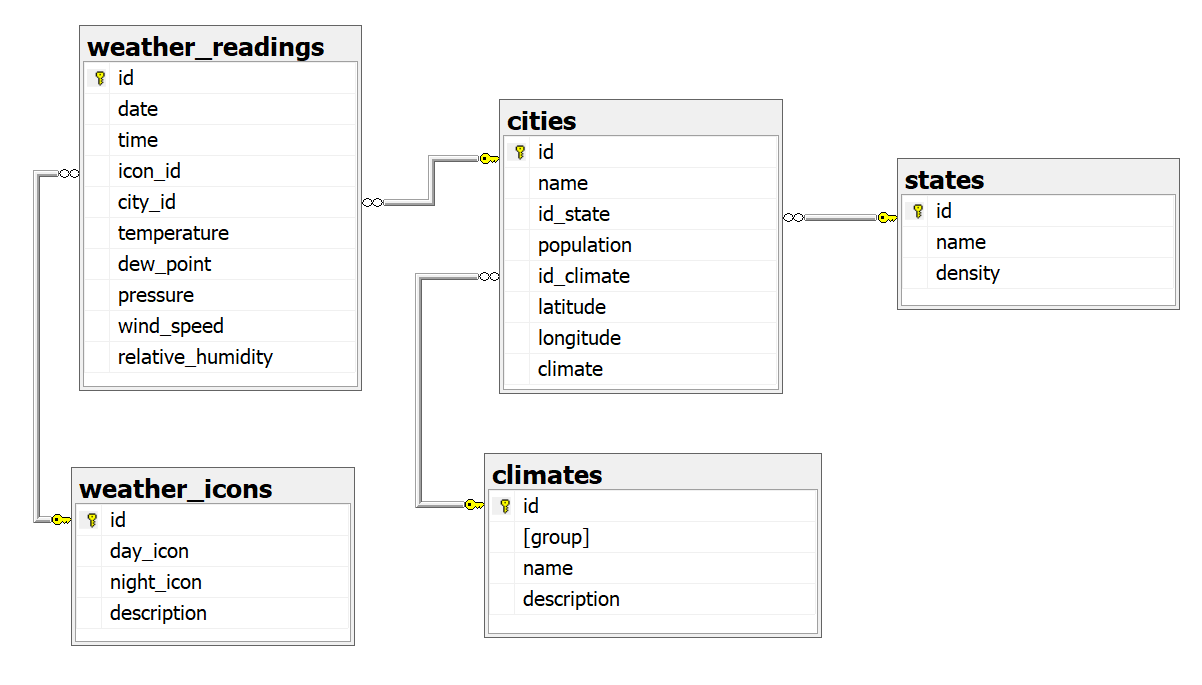 weather_readings
id
date
time
icon_id
city_id
temperature
dew_point
pressure
wind_speed
relative_humidity
cities
id
name
id_state
population
id_climate
latitude
longitude
climate
states
id
name
density
weather_icons
id
day_icon
night_icon
description
climates
id
[group]
name
description